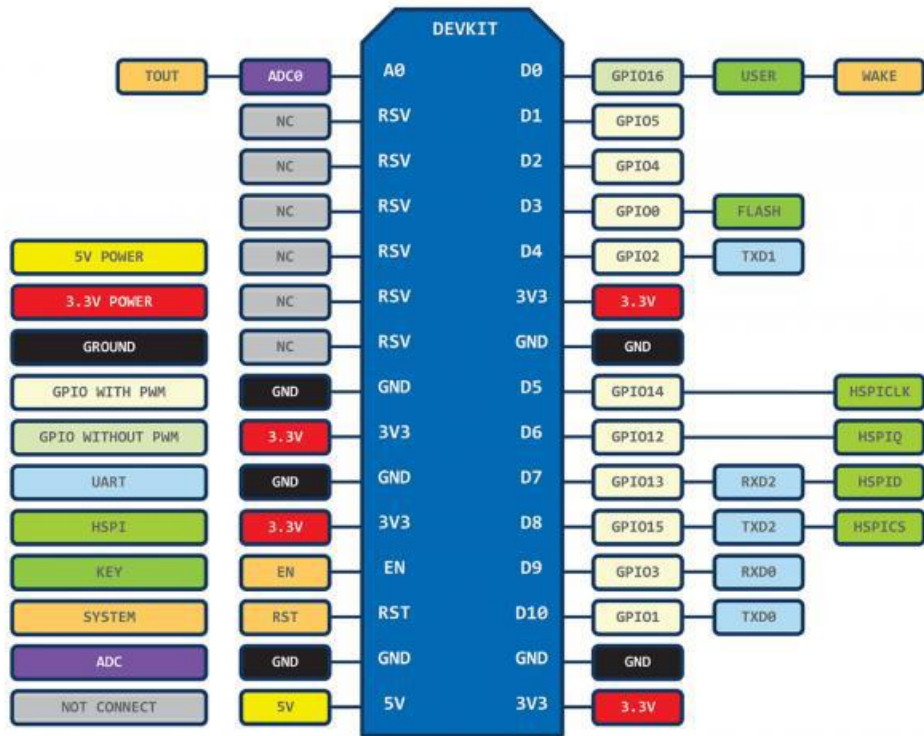 DEVKIT
TOUT ADC0 A0 D0 GPIO16 USER WAKE
NC RSV D1 GPIO5
NC RSV D2 GPIO4
NC RSV D3 GPIO0 FLASH
5V POWER NC RSV D4 GPIO2 TXD1
3.3V POWER NC RSV 3V3 3.3V
GROUND NC RSV GND GND
GPIO WITH PWM GND GND D5 GPIO14 HSPICLK
GPIO WITHOUT PWM 3.3V 3V3 D6 GPIO12 HSPIQ
UART GND GND D7 GPIO13 RXD2 HSPID
HSPI 3.3V 3V3 D8 GPIO15 TXD2 HSPICS
KEY EN EN D9 GPIO3 RXD0
SYSTEM RST RST D10 GPIO1 TXD0
ADC GND GND GND GND
NOT CONNECT 5V 5V 3V3 3.3V